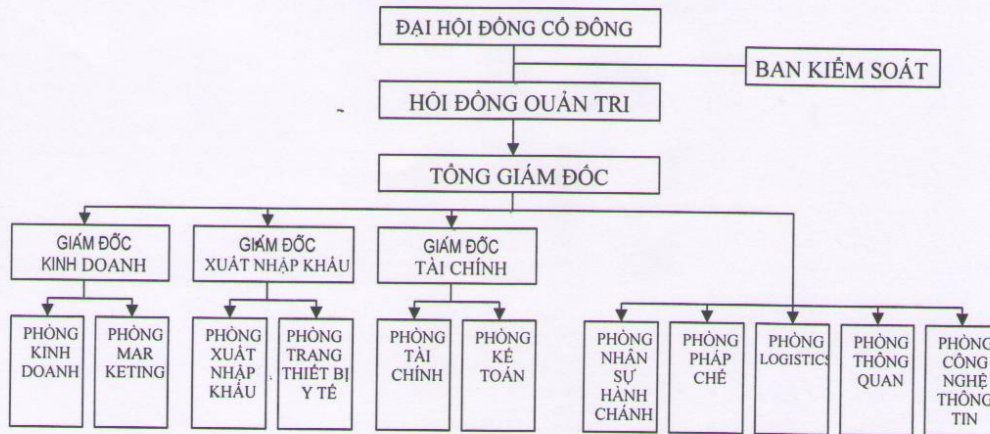 ĐẠI HỘI ĐỒNG CỔ ĐÔNG
BAN KIỂM SOÁT
HÔI ĐỒNG OUẢN TRI
TỔNG GIÁM ĐỐC
GIÁM ĐỐC
KINH DOANH
GIÁM ĐỐC
XUẤT NHẬP KHẨU
GIÁM ĐỐC
TÀI CHÍNH
PHÒNG
KINH
DOANH
PHÒNG
MAR
KETING
PHÒNG
XUẤT
NHẬP
KHẨU
PHÒNG
TRANG
THIẾT BỊ
Y TẾ
PHÒNG
TÀI
CHÍNH
PHÒNG
KẾ
TOÁN
PHÒNG
NHÂN
SỰ
HÀNH
CHÁNH
PHÒNG
PHÁP
CHẾ
PHÒNG
LOGISTICS
PHÒNG
THÔNG
QUAN
PHÒNG
CÔNG
NGHỆ
THÔNG
TIN